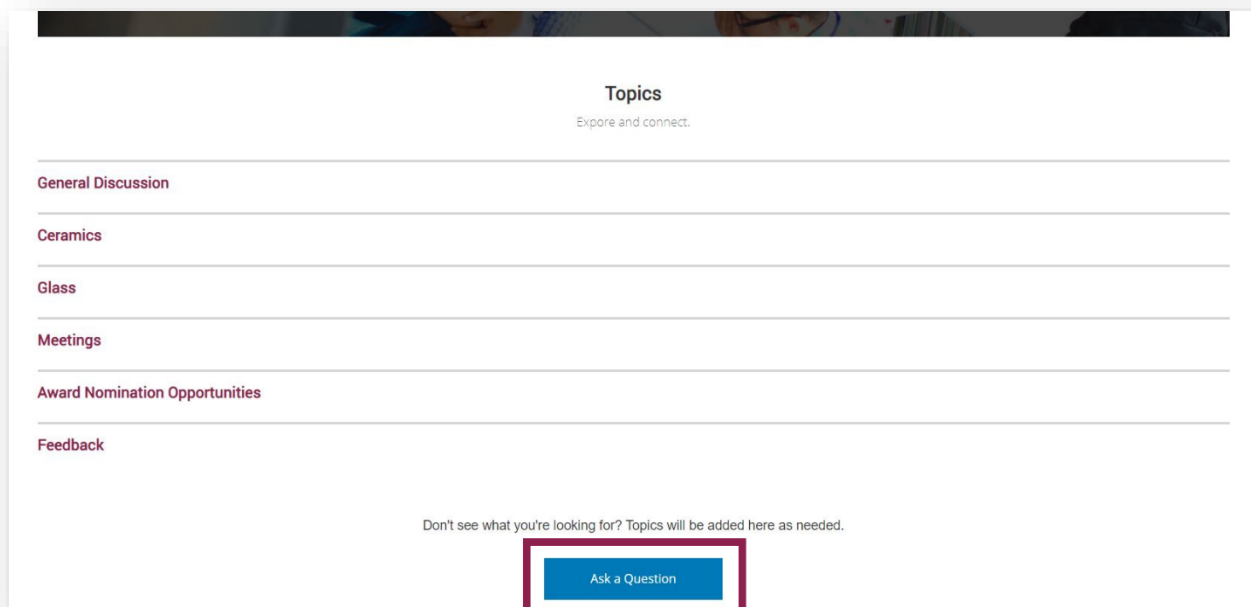 Topics
Expore and connect.
General Discussion
Ceramics
Glass
Meetings
Award Nomination Opportunities
Feedback
Don't see what you're looking for? Topics will be added here as needed.
Ask a Question